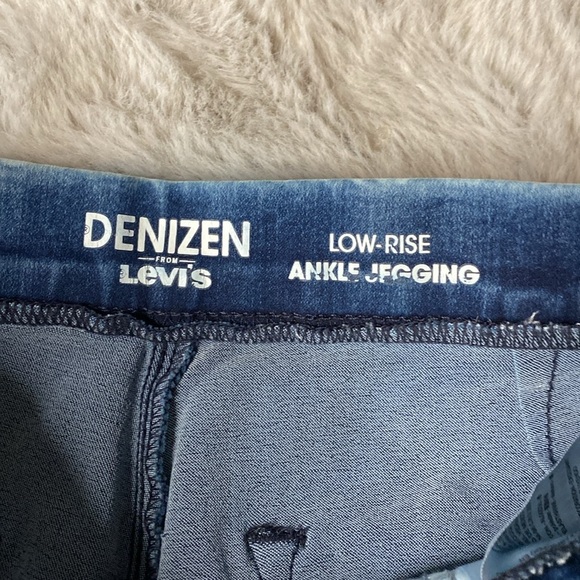 DENIZEN
FROM
Levi's
LOW-RISE
ANKLE JEGGING